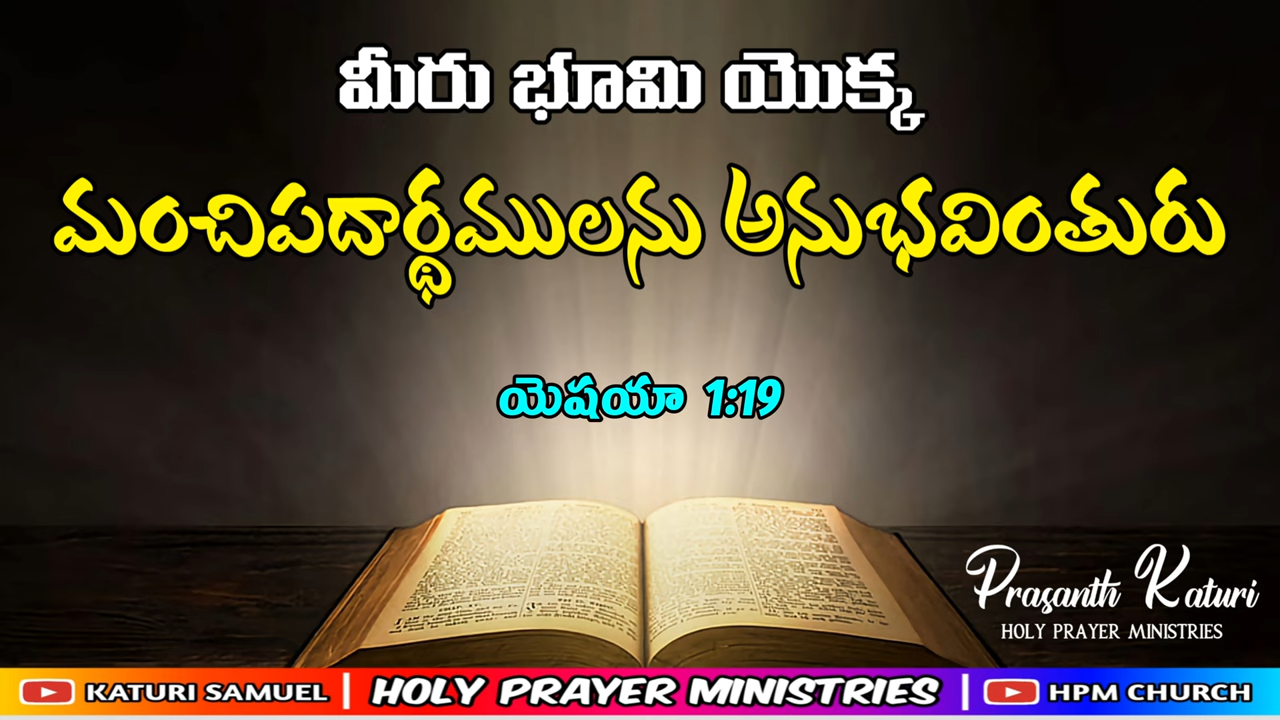 మీరు భూమి యొక్క
మంచిపదార్థములను అనుభవింతురు
యెషయా 1:19
Prasanth Katuri
HOLY PRAYER MINISTRIES
KATURI SAMUEL | HOLY PRAYER MINISTRIES | HPM CHURCH